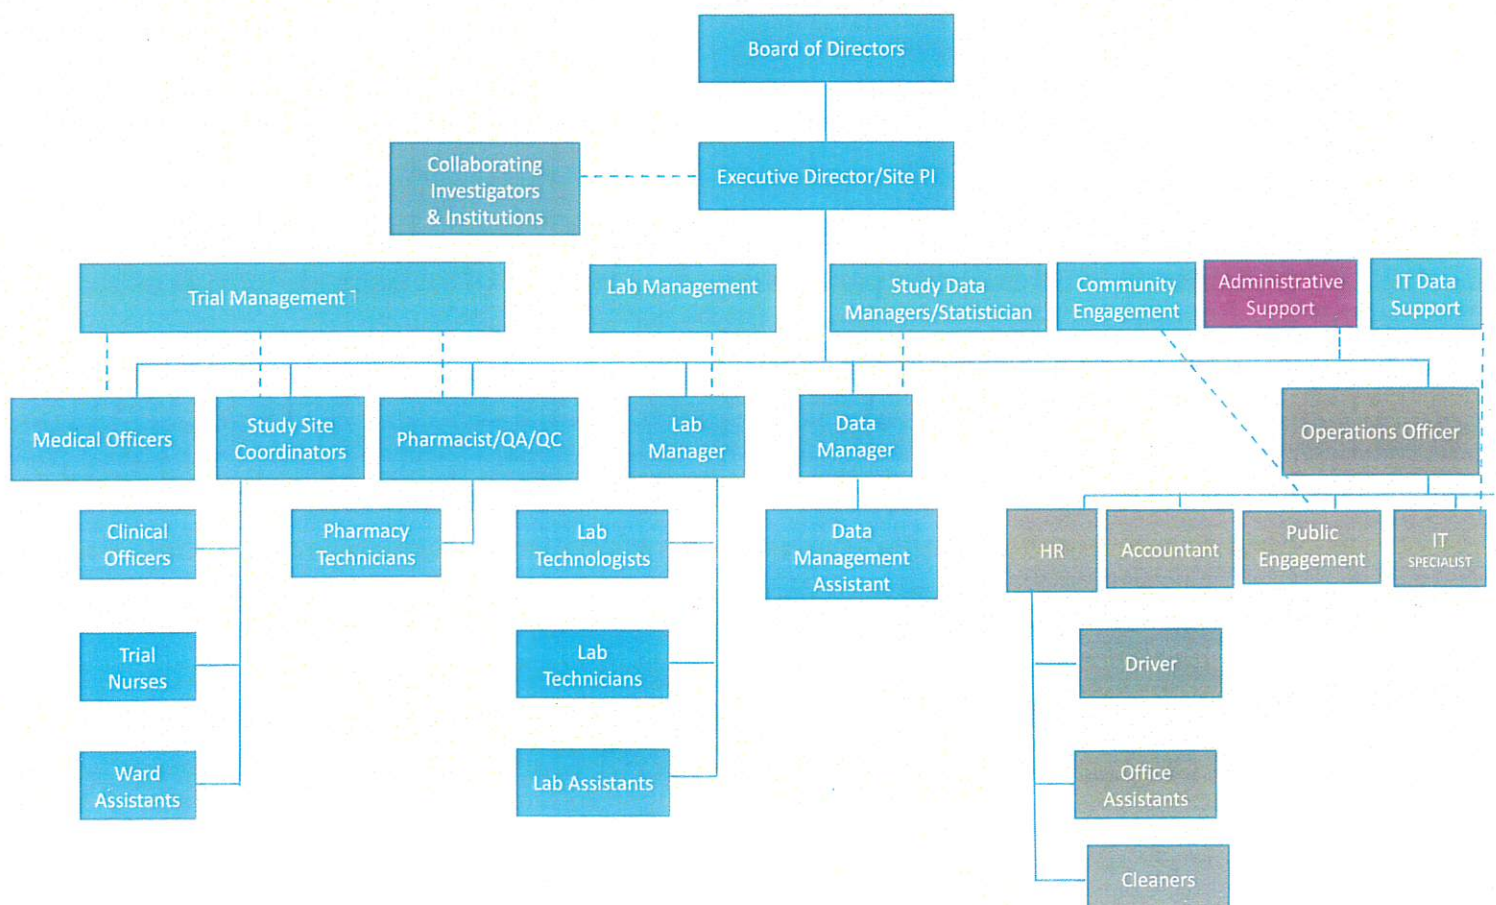 Board of Directors
Collaborating
Investigators
& Institutions
Executive Director/Site PI
Trial Management
Lab Management
Study Data
Managers/Statistician
Community
Engagement
Administrative
Support
IT Data
Support
Medical Officers
Study Site
Coordinators
Pharmacist/QA/QC
Lab
Manager
Data
Manager
Operations Officer
Clinical
Officers
Pharmacy
Technicians
Lab
Technologists
Data
Management
Assistant
HR
Accountant
Public
Engagement
IT
SPECIALIST
Trial
Nurses
Lab
Technicians
Driver
Ward
Assistants
Lab Assistants
Office
Assistants
Cleaners